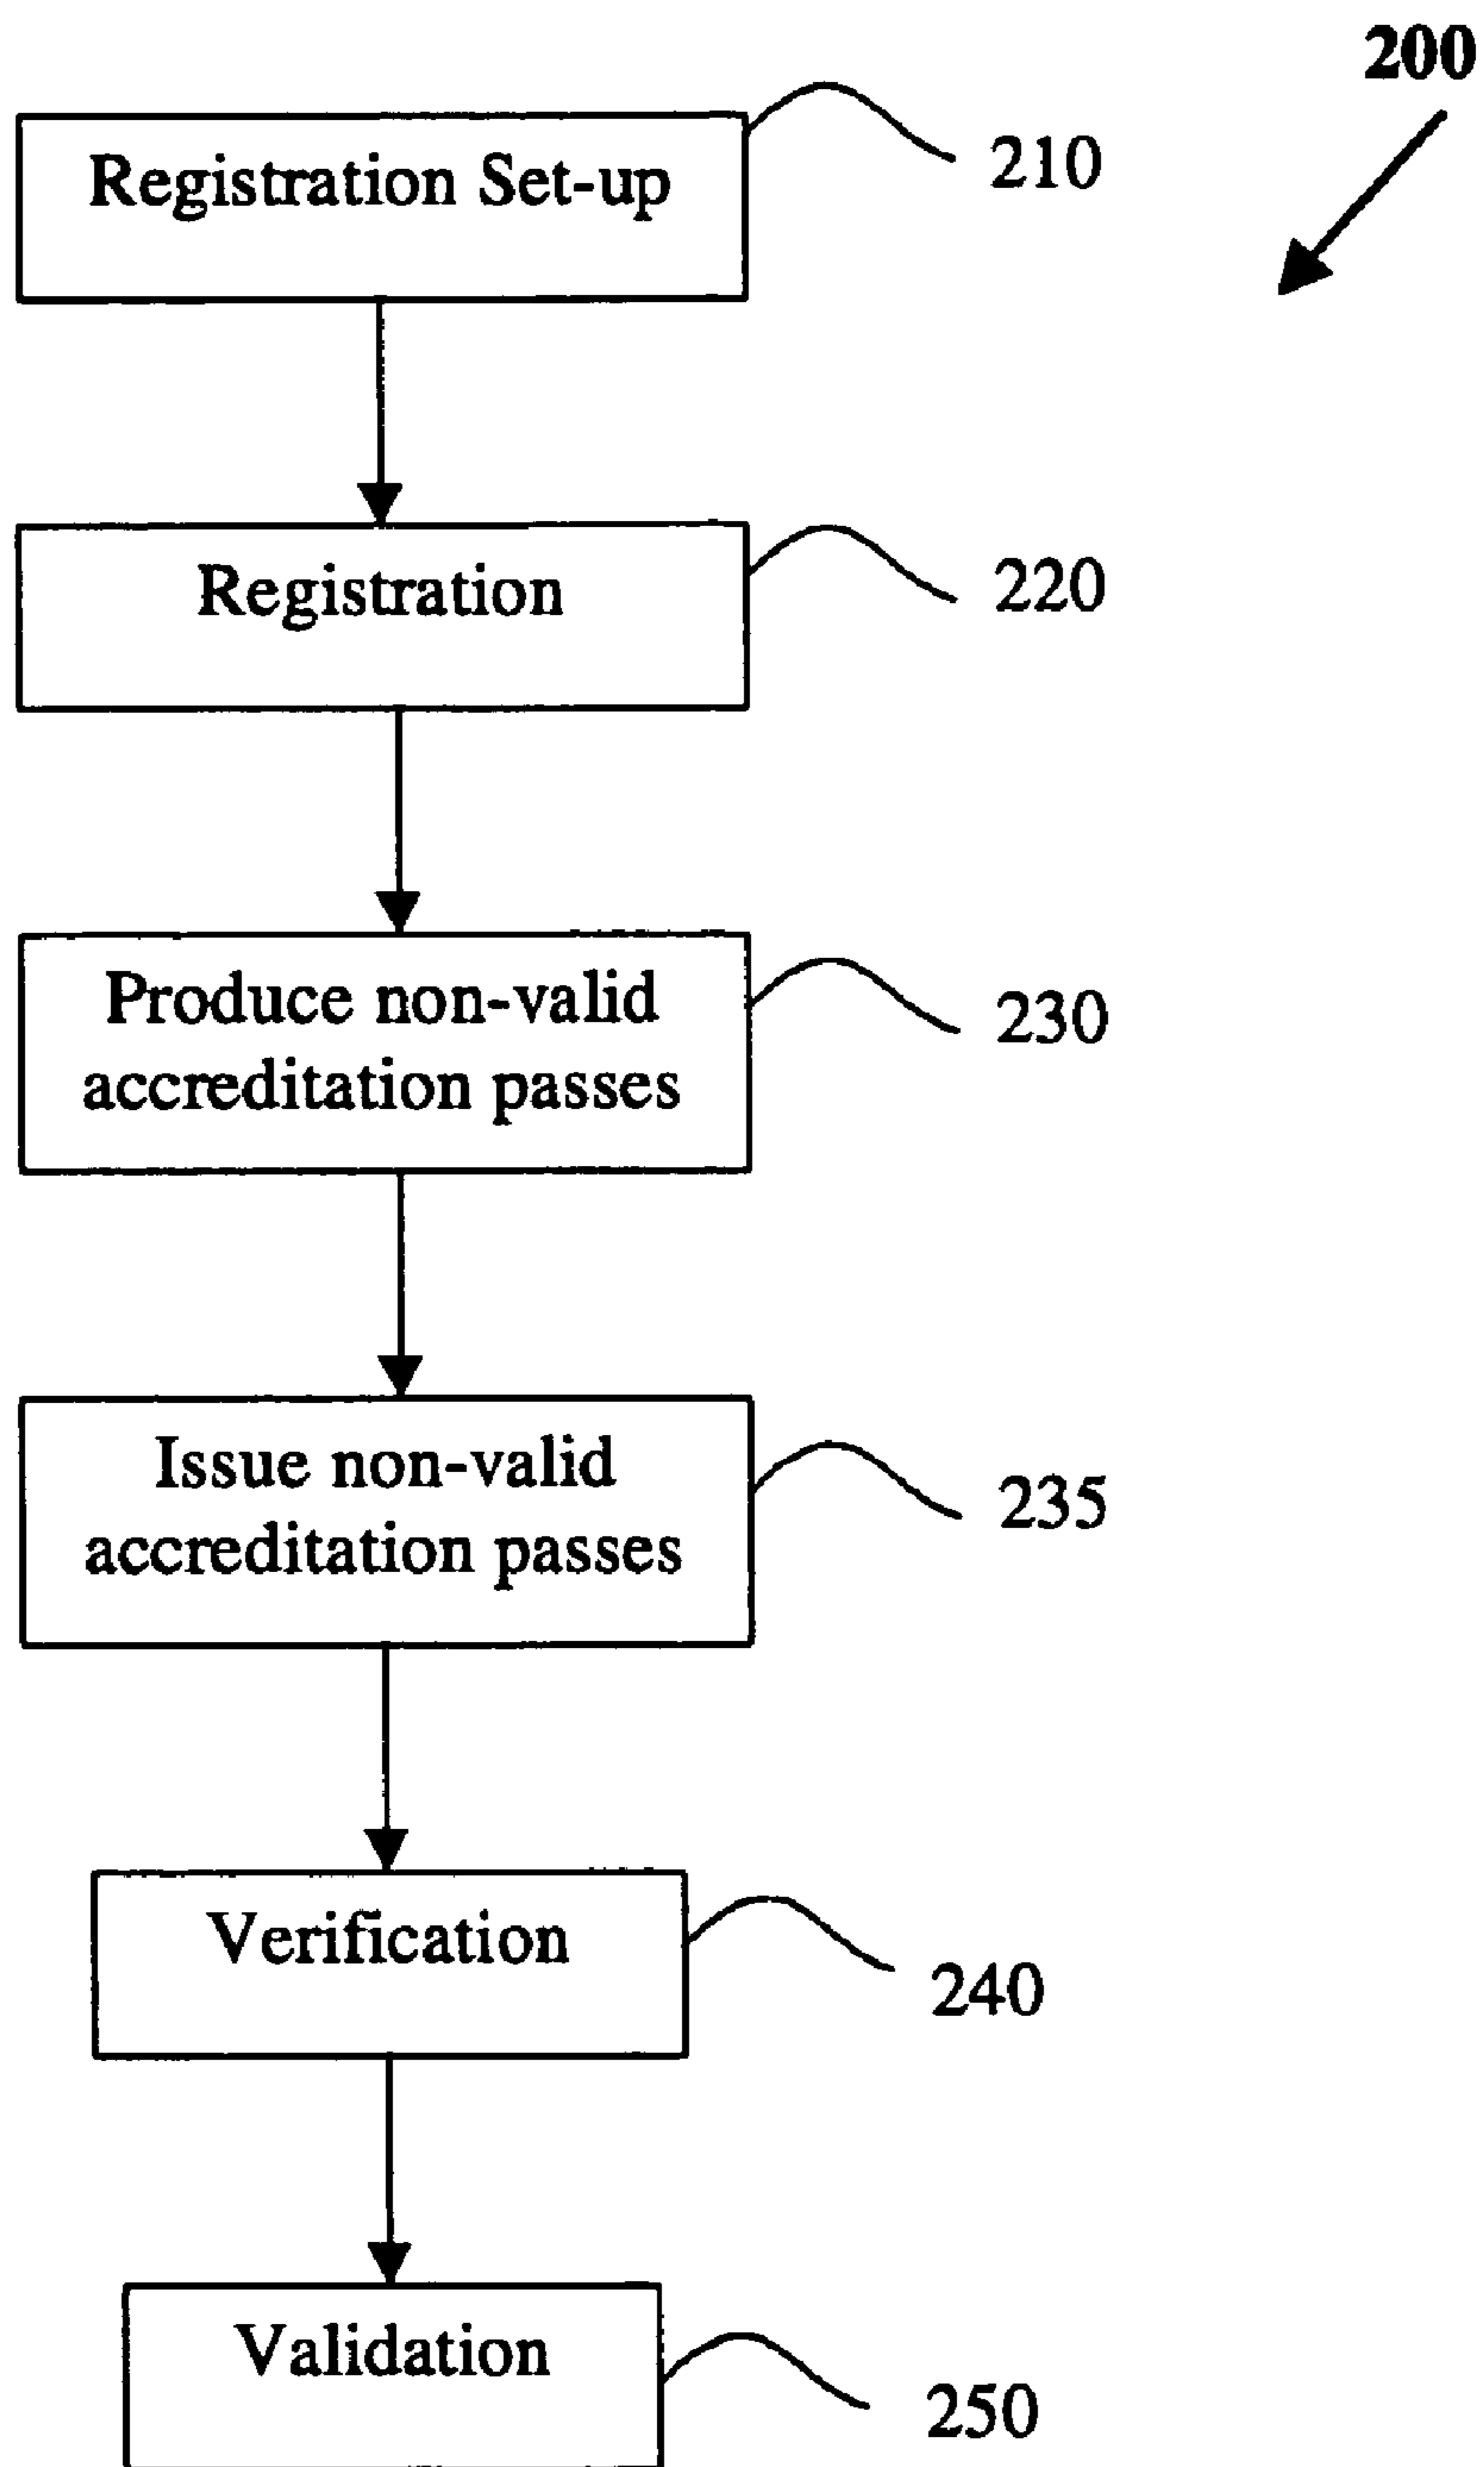 200
Registration Set-up
210
Registration
220
Produce non-valid
accreditation passes
230
Issue non-valid
accreditation passes
235
Verification
240
Validation
250